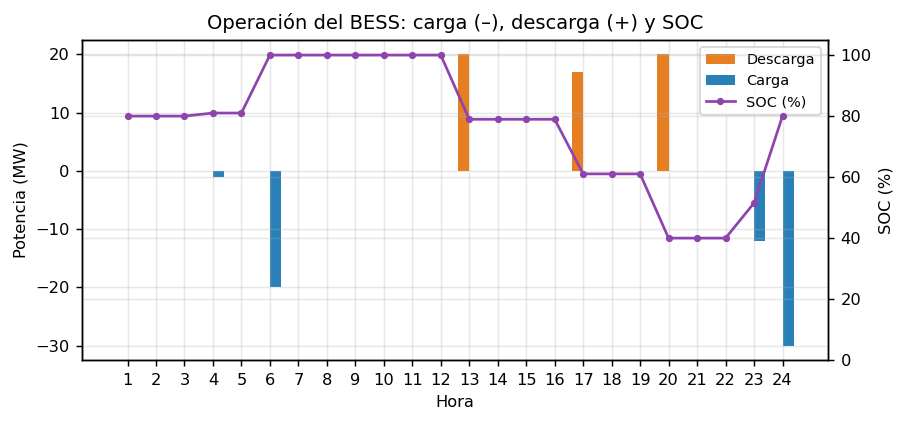 Operación del BESS: carga (–), descarga (+) y SOC
Potencia (MW)
20
10
0
−10
−20
−30
Descarga
Carga
SOC (%)
100
80
60
40
20
0
SOC (%)
1 2 3 4 5 6 7 8 9 10 11 12 13 14 15 16 17 18 19 20 21 22 23 24
Hora